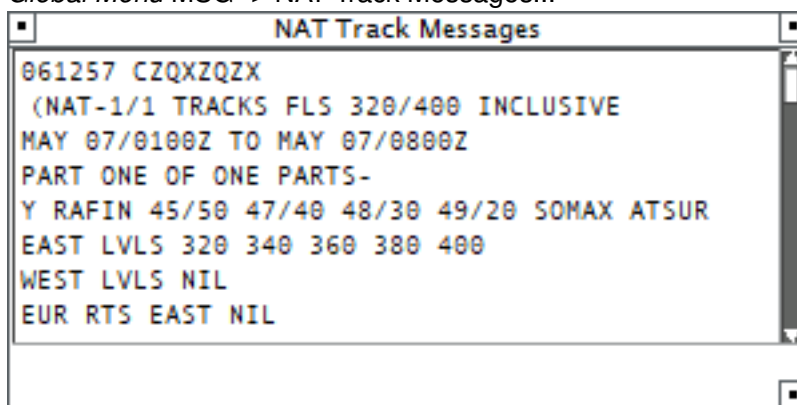 Global Menu MSG -> NAT Track Messages...
NAT Track Messages
061257 CZQXZQZX
(NAT-1/1 TRACKS FLS 320/400 INCLUSIVE
MAY 07/0100Z TO MAY 07/0800Z
PART ONE OF ONE PARTS-
Y RAFIN 45/50 47/40 48/30 49/20 SOMAX ATSUR
EAST LVLS 320 340 360 380 400
WEST LVLS NIL
EUR RTS EAST NIL